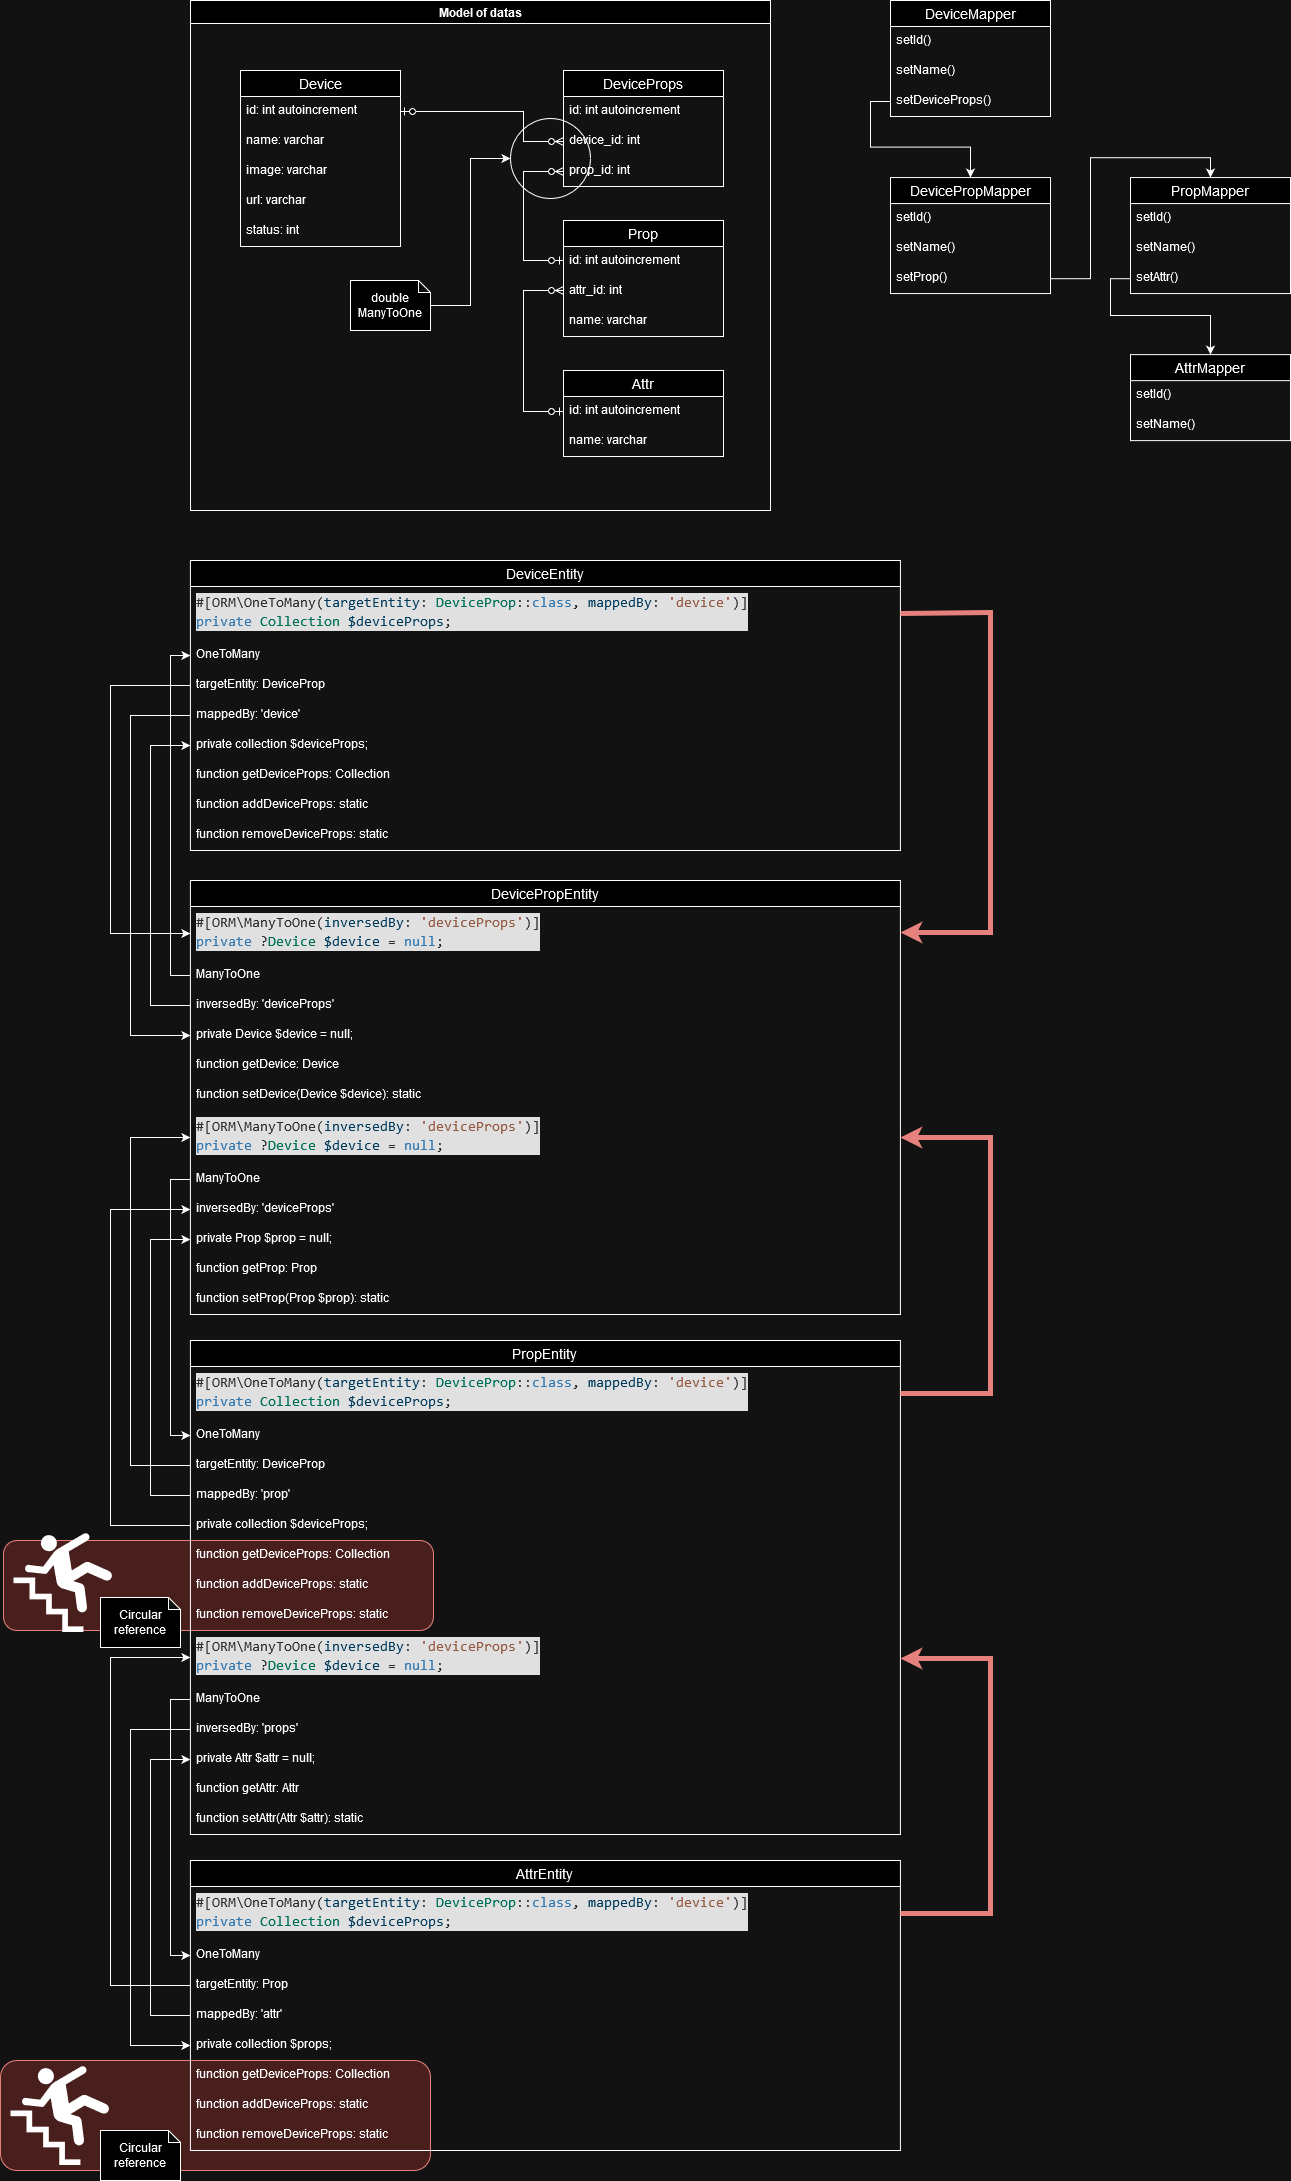 Model of datas
Device
id: int autoincrement
name: varchar
image: varchar
url: varchar
status: int
DeviceProps
id: int autoincrement
device_id: int
prop_id: int
Prop
id: int autoincrement
attr_id: int
name: varchar
double
ManyToOne
Attr
id: int autoincrement
name: varchar
DeviceMapper
setId()
setName()
setDeviceProps()
DevicePropMapper
setId()
setName()
setProp()
PropMapper
setId()
setName()
setAttr()
AttrMapper
setId()
setName()
DeviceEntity
#[ORM\OneToMany(targetEntity: DeviceProp::class, mappedBy: 'device')]
private Collection $deviceProps;
OneToMany
targetEntity: DeviceProp
mappedBy: 'device'
private collection $deviceProps;
function getDeviceProps: Collection
function addDeviceProps: static
function removeDeviceProps: static
DevicePropEntity
#[ORM\ManyToOne(inversedBy: 'deviceProps')]
private ?Device $device = null;
ManyToOne
inversedBy: 'deviceProps'
private Device $device = null;
function getDevice: Device
function setDevice(Device $device): static
#[ORM\ManyToOne(inversedBy: 'deviceProps')]
private ?Device $device = null;
ManyToOne
inversedBy: 'deviceProps'
private Prop $prop = null;
function getProp: Prop
function setProp(Prop $prop): static
PropEntity
#[ORM\OneToMany(targetEntity: DeviceProp::class, mappedBy: 'device')]
private Collection $deviceProps;
OneToMany
targetEntity: DeviceProp
mappedBy: 'prop'
private collection $deviceProps;
function getDeviceProps: Collection
function addDeviceProps: static
function removeDeviceProps: static
Circular
reference
#[ORM\ManyToOne(inversedBy: 'deviceProps')]
private ?Device $device = null;
ManyToOne
inversedBy: 'props'
private Attr $attr = null;
function getAttr: Attr
function setAttr(Attr $attr): static
AttrEntity
#[ORM\OneToMany(targetEntity: DeviceProp::class, mappedBy: 'device')]
private Collection $deviceProps;
OneToMany
targetEntity: Prop
mappedBy: 'attr'
private collection $props;
function getDeviceProps: Collection
function addDeviceProps: static
function removeDeviceProps: static
Circular
reference